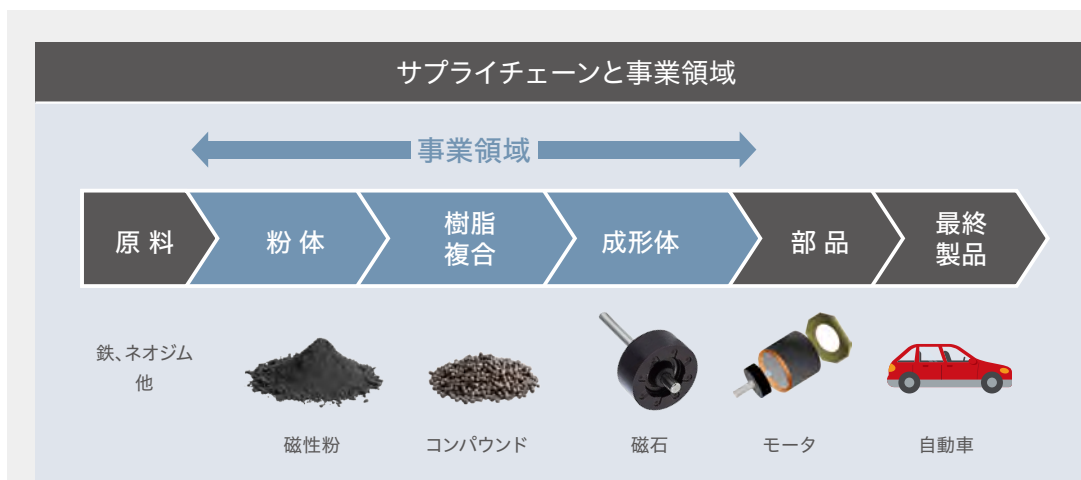 サプライチェーンと事業領域
事業領域
原料
粉体
樹脂
複合
成形体
部品
最終
製品
鉄、ネオジム
他
磁性粉
コンパウンド
磁石
モータ
自動車